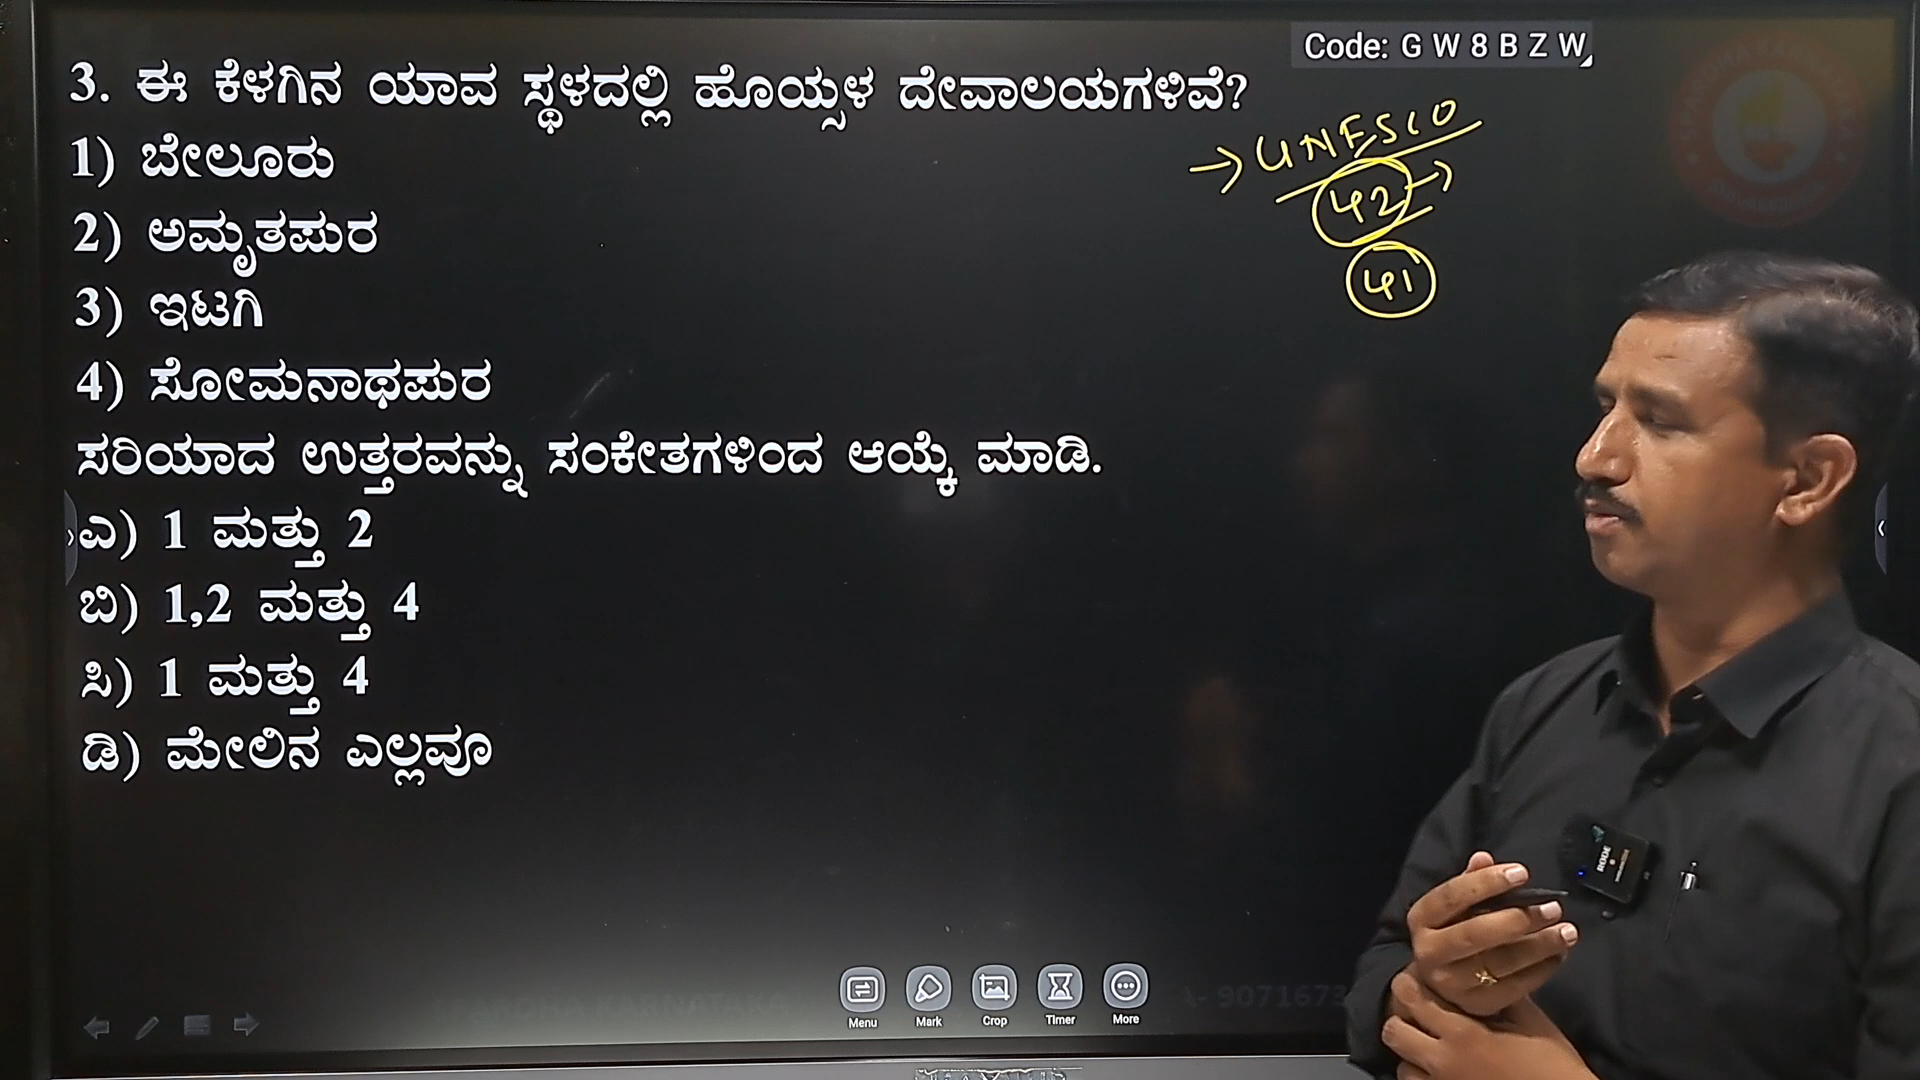 Code: G W 8 B Z W
3. ಈ ಕೆಳಗಿನ ಯಾವ ಸ್ಥಳದಲ್ಲಿ ಹೊಯ್ಸಳ ದೇವಾಲಯಗಳಿವೆ?
→ UNESCO
1) ಬೇಲೂರು
42 →
2) ಅಮೃತಪುರ
41
3) ಇಟಗಿ
4) ಸೋಮನಾಥಪುರ
ಸರಿಯಾದ ಉತ್ತರವನ್ನು ಸಂಕೇತಗಳಿಂದ ಆಯ್ಕೆ ಮಾಡಿ.
ಎ) 1 ಮತ್ತು 2
ಬಿ) 1,2 ಮತ್ತು 4
ಸಿ) 1 ಮತ್ತು 4
ಡಿ) ಮೇಲಿನ ಎಲ್ಲವೂ
RODE
Menu Mark Crop Timer More